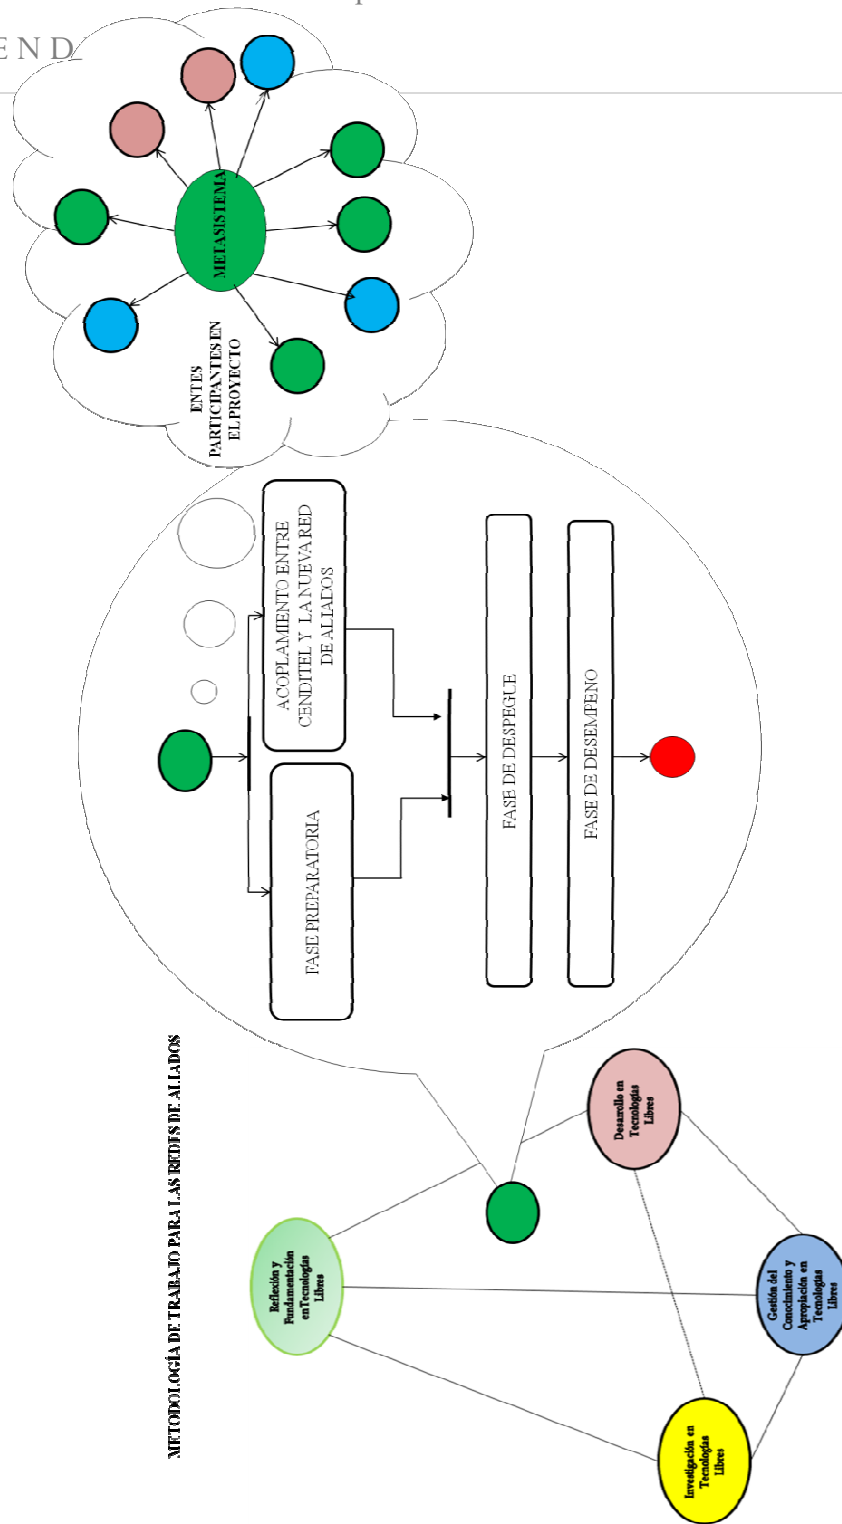 END
METODOLOGÍA DE TRABAJO PARA LAS REDES DE ALIADOS
Reflexión y
Fundamentación
en Tecnologías
Libres
Desarrollo en
Tecnologías
Libres
Gestión del
Conocimiento y
Apropiación en
Tecnologías
Libres
Investigación en
Tecnologías
Libres
FASE PREPARATORIA
ACOPLAMIENTO ENTRE
CENDITEL Y LA NUEVA RED
DE ALIADOS
FASE DE DESPEGUE
FASE DE DESEMPENO
ENTES
PARTICIPANTES EN
EL PROYECTO
METASISTEMA